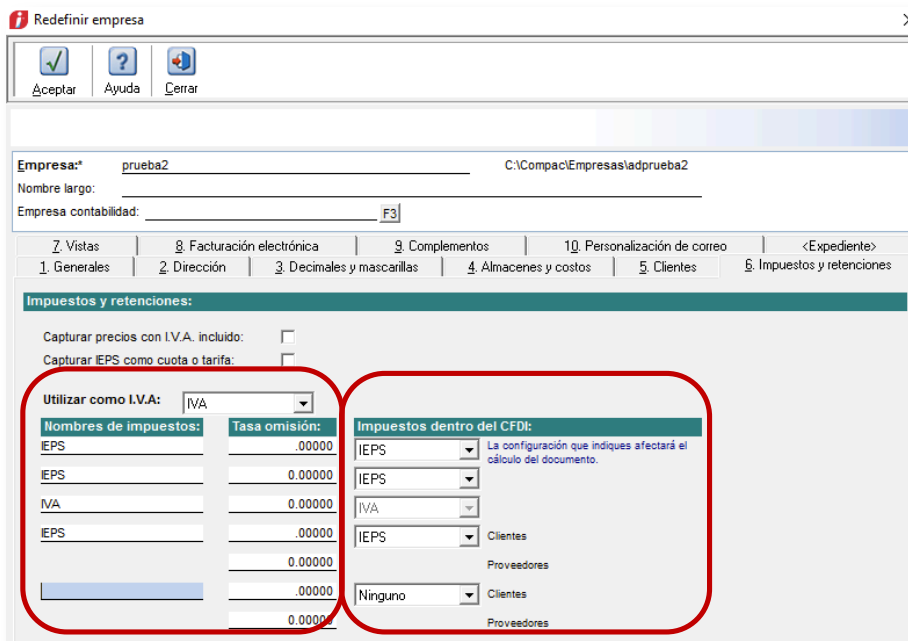 Redefinir empresa
Aceptar Ayuda Cerrar
Empresa:* prueba2 C:\Compac\Empresas\adprueba2
Nombre largo:
Empresa contabilidad: F3
7. Vistas 8. Facturación electrónica 9. Complementos 10. Personalización de correo <Expediente>
1. Generales 2. Dirección 3. Decimales y mascarillas 4. Almacenes y costos 5. Clientes 6. Impuestos y retenciones
Impuestos y retenciones:
Capturar precios con I.V.A. incluido:
Capturar IEPS como cuota o tarifa:
Utilizar como I.V.A: IVA
Nombres de impuestos: Tasa omisión: Impuestos dentro del CFDI:
IEPS .00000 IEPS La configuración que indiques afectará el
cálculo del documento.
IEPS 0.00000 IEPS
IVA 0.00000 IVA
IEPS .00000 IEPS Clientes
0.00000 Proveedores
.00000 Ninguno Clientes
0.00000 Proveedores